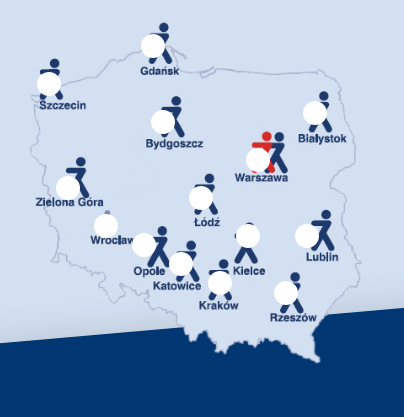 Gdańsk
Szczecin
Bydgoszcz
Białystok
Warszawa
Zielona Góra
Łódź
Wrocław
Lublin
Opole
Kielce
Katowice
Kraków
Rzeszów